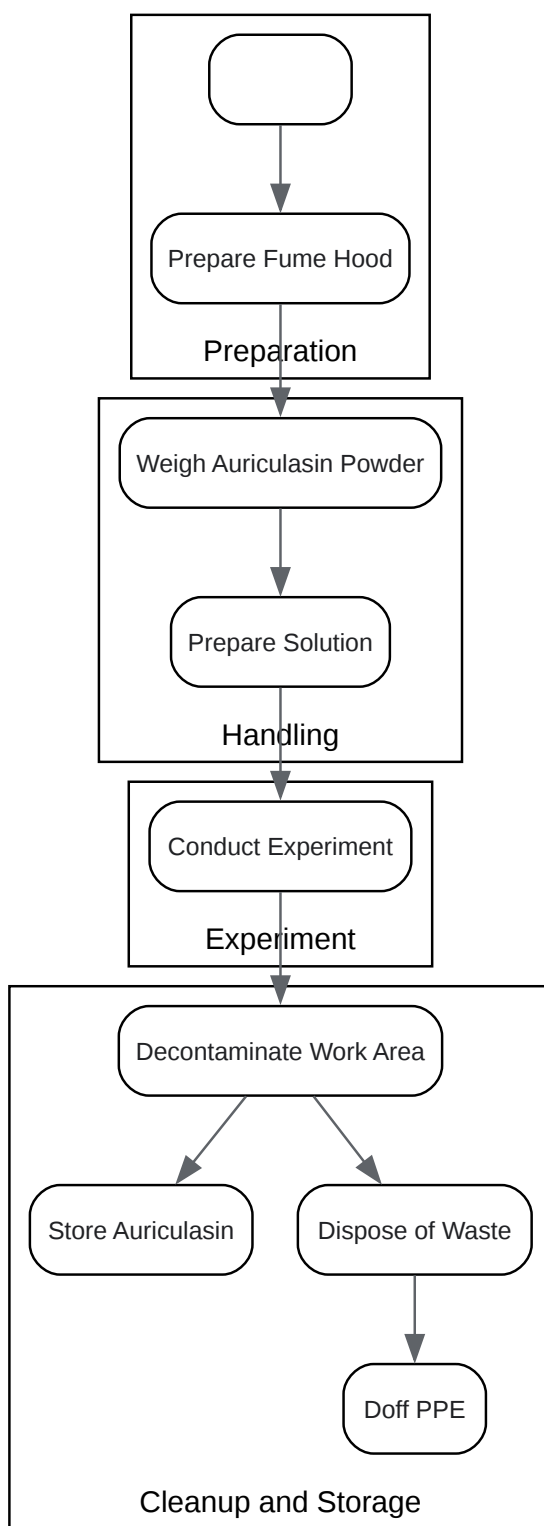 Prepare Fume Hood
Preparation
Weigh Auriculasin Powder
Prepare Solution
Handling
Conduct Experiment
Experiment
Decontaminate Work Area
Store Auriculasin
Dispose of Waste
Doff PPE
Cleanup and Storage